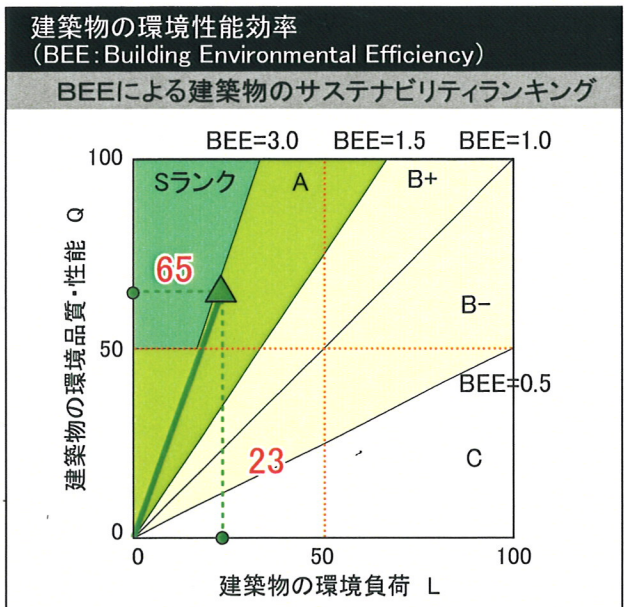 建築物の環境性能効率
(BEE:Building Environmental Efficiency)
BEEによる建築物のサステナビリティランキング
BEE=3.0 BEE=1.5 BEE=1.0
100
Sランク A B+
65
B-
50
BEE=0.5
23
C
0
0 50 100
建築物の環境品質・性能 Q
建築物の環境負荷 L